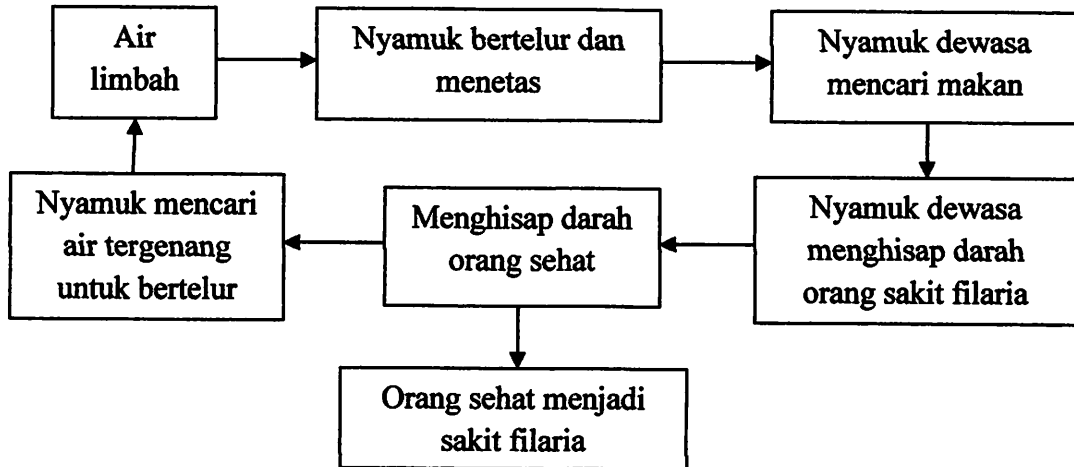 Air
limbah
Nyamuk bertelur dan
menetas
Nyamuk dewasa
mencari makan
Nyamuk dewasa
menghisap darah
orang sakit filaria
Menghisap darah
orang sehat
Nyamuk mencari
air tergenang
untuk bertelur
Orang sehat menjadi
sakit filaria